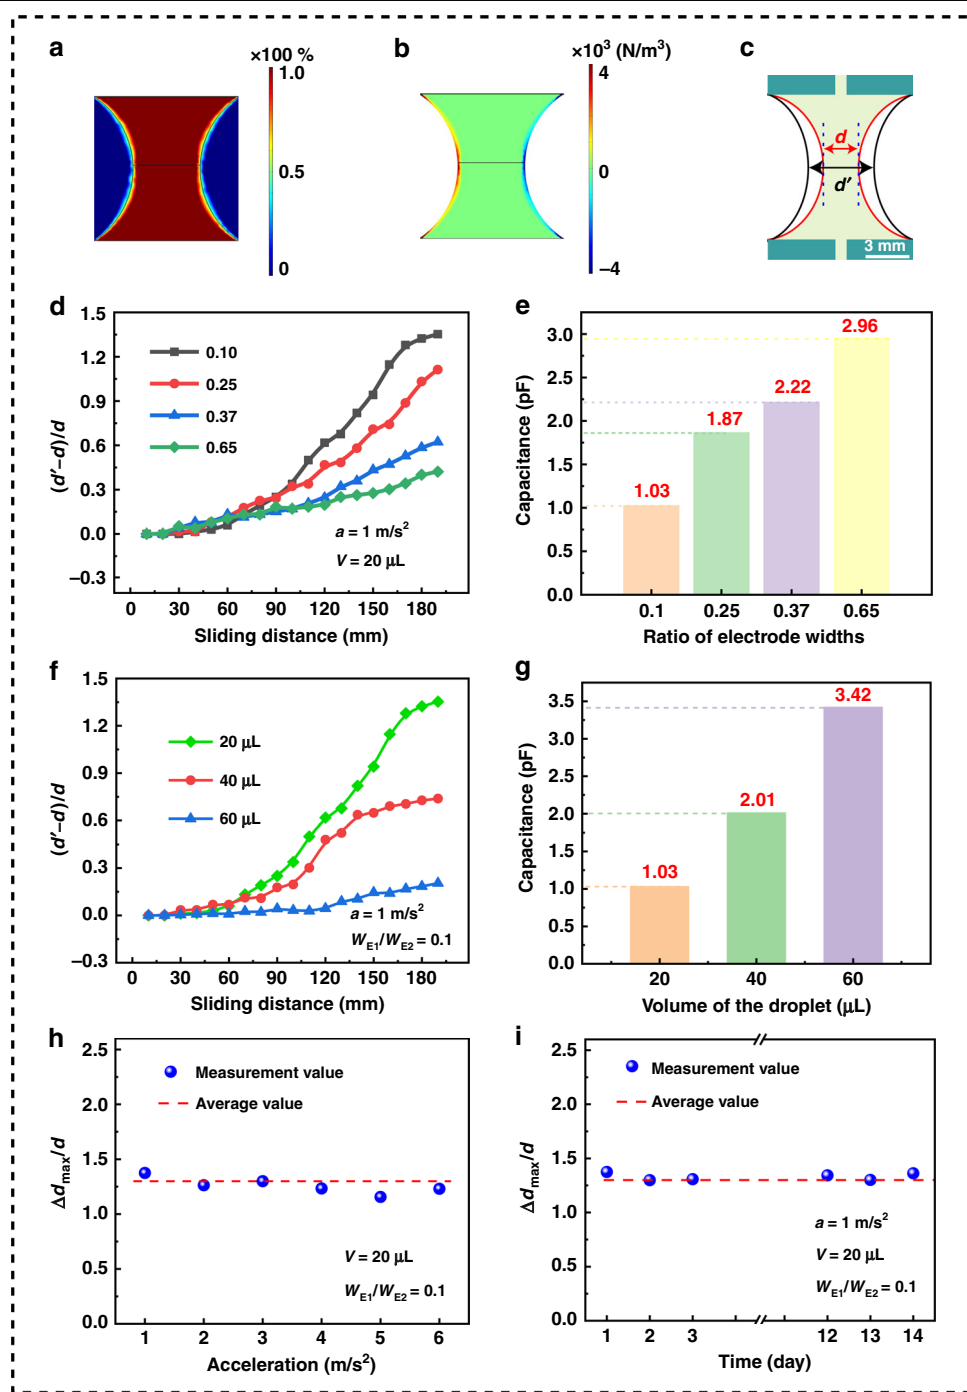 a
×100 %
1.0
0.5
0
b
×10³ (N/m³)
4
0
−4
c
d
d′
3 mm
d
1.5
1.2
0.9
0.6
0.3
0.0
−0.3
(d′−d)/d
0.10
0.25
0.37
0.65
a = 1 m/s²
V = 20 μL
0 30 60 90 120 150 180
Sliding distance (mm)
e
3.0
2.5
2.0
1.5
1.0
0.5
0.0
Capacitance (pF)
1.03
1.87
2.22
2.96
0.1 0.25 0.37 0.65
Ratio of electrode widths
f
1.5
1.2
0.9
0.6
0.3
0.0
−0.3
(d′−d)/d
20 μL
40 μL
60 μL
a = 1 m/s²
W_E1/W_E2 = 0.1
0 30 60 90 120 150 180
Sliding distance (mm)
g
3.5
3.0
2.5
2.0
1.5
1.0
0.5
0.0
Capacitance (pF)
1.03
2.01
3.42
20 40 60
Volume of the droplet (μL)
h
2.5
2.0
1.5
1.0
0.5
0.0
Δd_max/d
Measurement value
Average value
V = 20 μL
W_E1/W_E2 = 0.1
1 2 3 4 5 6
Acceleration (m/s²)
i
2.5
2.0
1.5
1.0
0.5
0.0
Δd_max/d
Measurement value
Average value
a = 1 m/s²
V = 20 μL
W_E1/W_E2 = 0.1
1 2 3 12 13 14
Time (day)